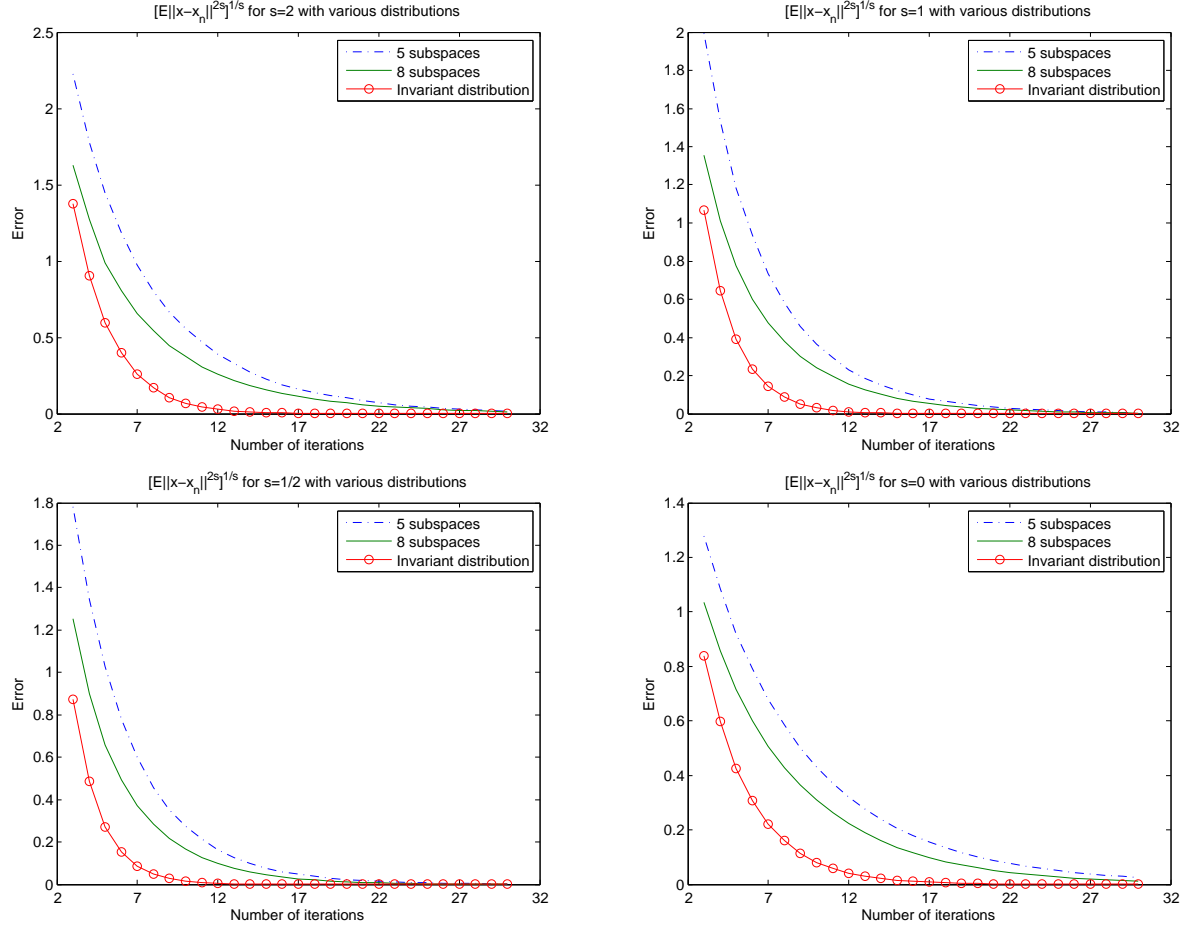 [E||x−x_n||^{2s}]^{1/s} for s=2 with various distributions
5 subspaces
8 subspaces
Invariant distribution
Error
2.5
2
1.5
1
0.5
0
2 7 12 17 22 27 32
Number of iterations
[E||x−x_n||^{2s}]^{1/s} for s=1 with various distributions
5 subspaces
8 subspaces
Invariant distribution
Error
2
1.8
1.6
1.4
1.2
1
0.8
0.6
0.4
0.2
0
2 7 12 17 22 27 32
Number of iterations
[E||x−x_n||^{2s}]^{1/s} for s=1/2 with various distributions
5 subspaces
8 subspaces
Invariant distribution
Error
1.8
1.6
1.4
1.2
1
0.8
0.6
0.4
0.2
0
2 7 12 17 22 27 32
Number of iterations
[E||x−x_n||^{2s}]^{1/s} for s=0 with various distributions
5 subspaces
8 subspaces
Invariant distribution
Error
1.4
1.2
1
0.8
0.6
0.4
0.2
0
2 7 12 17 22 27 32
Number of iterations